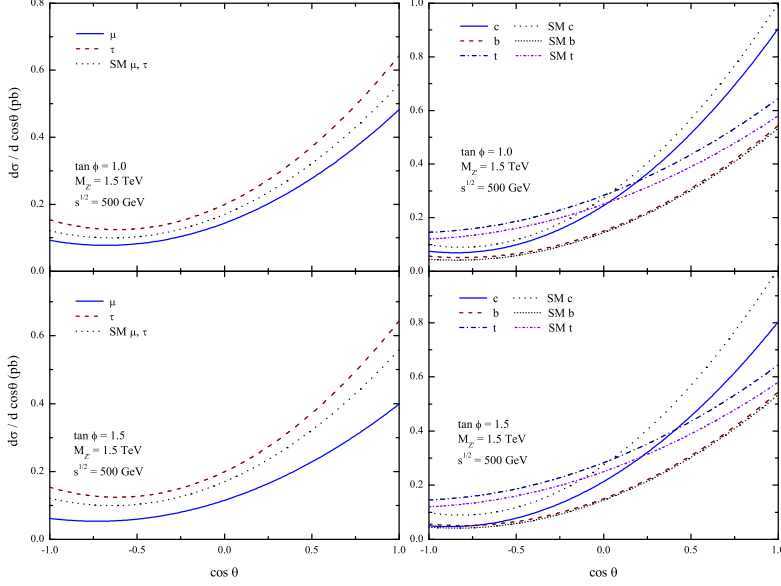 0.8
0.6
0.4
0.2
0.0
dσ / d cosθ (pb)
μ
τ
SM μ, τ
tan ϕ = 1.0
M_Z' = 1.5 TeV
s^1/2 = 500 GeV
1.0
0.8
0.6
0.4
0.2
0.0
c SM c
b SM b
t SM t
tan ϕ = 1.0
M_Z' = 1.5 TeV
s^1/2 = 500 GeV
0.6
0.4
0.2
0.0
dσ / d cosθ (pb)
μ
τ
SM μ, τ
tan ϕ = 1.5
M_Z' = 1.5 TeV
s^1/2 = 500 GeV
-1.0 -0.5 0.0 0.5 1.0
cos θ
0.8
0.6
0.4
0.2
0.0
c SM c
b SM b
t SM t
tan ϕ = 1.5
M_Z' = 1.5 TeV
s^1/2 = 500 GeV
-1.0 -0.5 0.0 0.5 1.0
cos θ